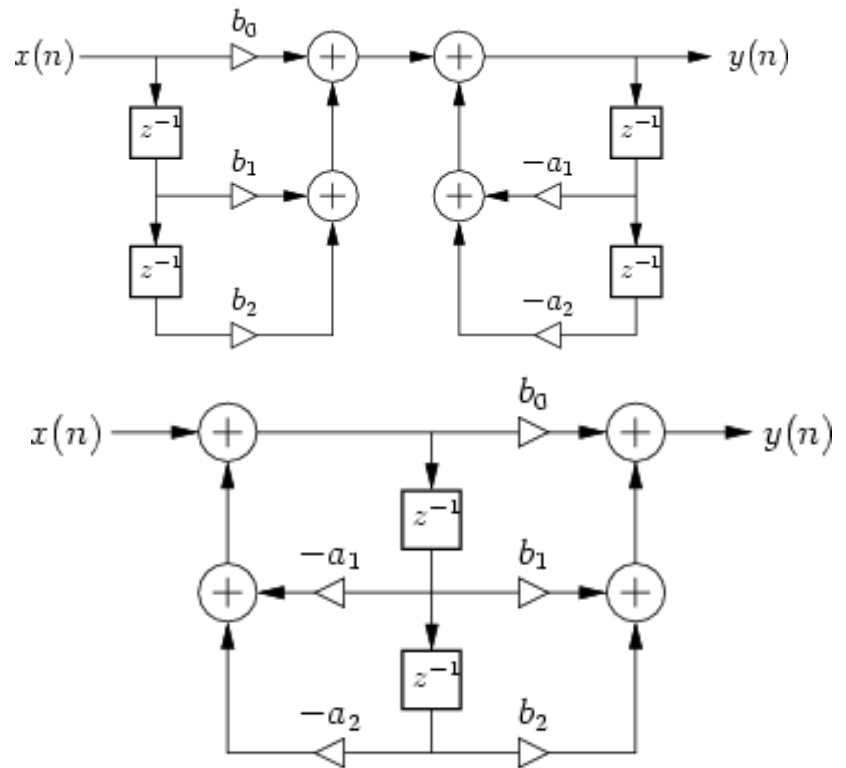 b₀
x(n) y(n)
z⁻¹ z⁻¹
b₁ −a₁
z⁻¹ z⁻¹
b₂ −a₂
b₀
x(n) y(n)
z⁻¹
−a₁ b₁
z⁻¹
−a₂ b₂